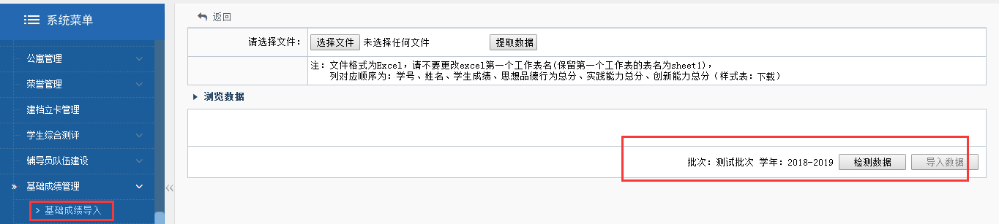 系统菜单
公寓管理
荣誉管理
建档立卡管理
学生综合测评
辅导员队伍建设
基础成绩管理
基础成绩导入
返回
请选择文件: 选择文件 未选择任何文件 提取数据
注: 文件格式为Excel, 请不要更改excel第一个工作表名(保留第一个工作表的表名为sheet1),
列对应顺序为: 学号、姓名、学生成绩、思想品德行为总分、实践能力总分、创新能力总分 (样式表: 下载)
浏览数据
批次: 测试批次 学年: 2018-2019 检测数据 导入数据